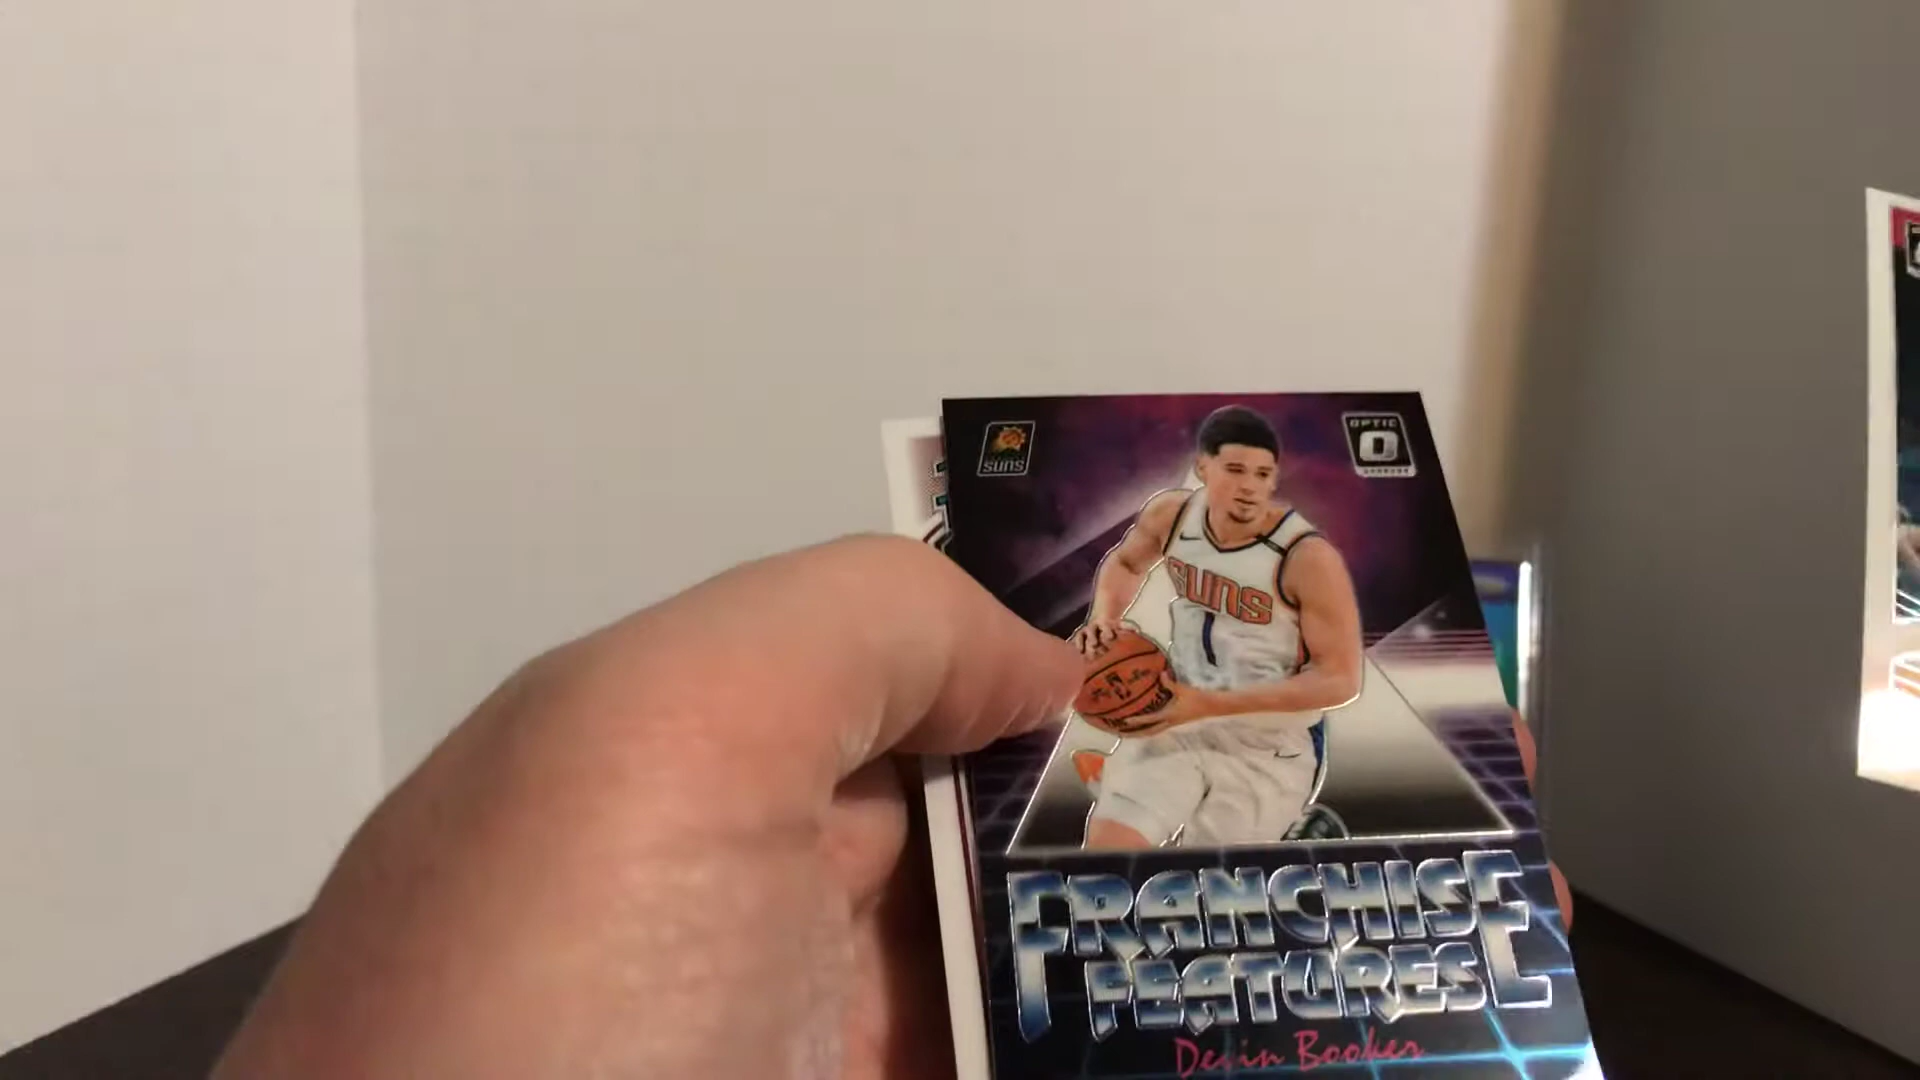 SUNS
OPTIC
SUNS
1
FRANCHISE
FEATURES
Devin Booker